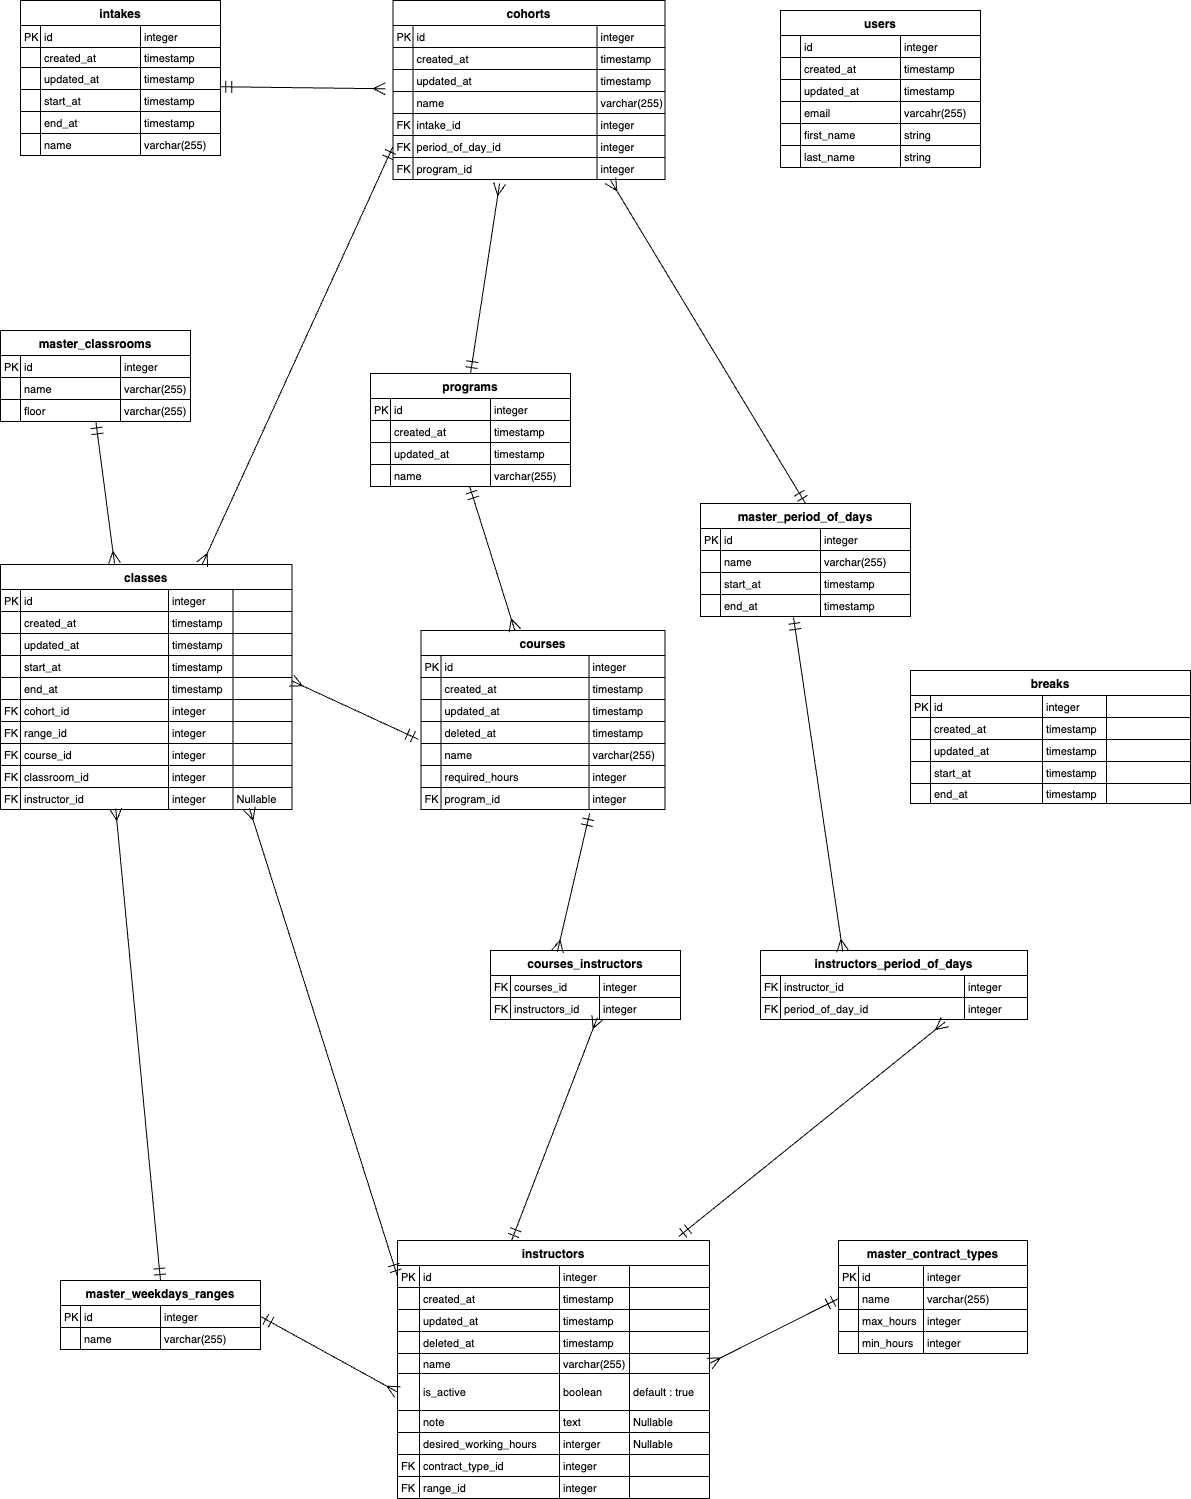 intakes
PK id integer
created_at timestamp
updated_at timestamp
start_at timestamp
end_at timestamp
name varchar(255)
cohorts
PK id integer
created_at timestamp
updated_at timestamp
name varchar(255)
FK intake_id integer
FK period_of_day_id integer
FK program_id integer
users
id integer
created_at timestamp
updated_at timestamp
email varcahr(255)
first_name string
last_name string
master_classrooms
PK id integer
name varchar(255)
floor varchar(255)
programs
PK id integer
created_at timestamp
updated_at timestamp
name varchar(255)
master_period_of_days
PK id integer
name varchar(255)
start_at timestamp
end_at timestamp
classes
PK id integer
created_at timestamp
updated_at timestamp
start_at timestamp
end_at timestamp
FK cohort_id integer
FK range_id integer
FK course_id integer
FK classroom_id integer
FK instructor_id integer Nullable
courses
PK id integer
created_at timestamp
updated_at timestamp
deleted_at timestamp
name varchar(255)
required_hours integer
FK program_id integer
breaks
PK id integer
created_at timestamp
updated_at timestamp
start_at timestamp
end_at timestamp
courses_instructors
FK courses_id integer
FK instructors_id integer
instructors_period_of_days
FK instructor_id integer
FK period_of_day_id integer
master_weekdays_ranges
PK id integer
name varchar(255)
instructors
PK id integer
created_at timestamp
updated_at timestamp
deleted_at timestamp
name varchar(255)
is_active boolean default : true
note text Nullable
desired_working_hours interger Nullable
FK contract_type_id integer
FK range_id integer
master_contract_types
PK id integer
name varchar(255)
max_hours integer
min_hours integer